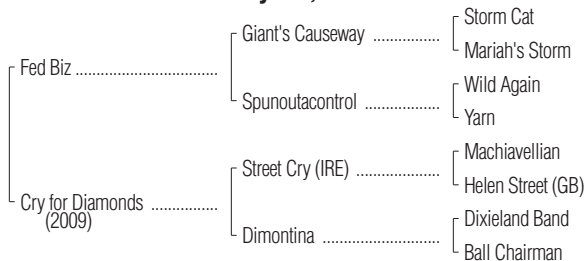 Storm Cat
Giant's Causeway ................
Mariah's Storm
Fed Biz .................................
Wild Again
Spunoutacontrol ..................
Yarn
Machiavellian
Street Cry (IRE) ...................
Helen Street (GB)
Cry for Diamonds ................
(2009)
Dixieland Band
Dimontina ...........................
Ball Chairman